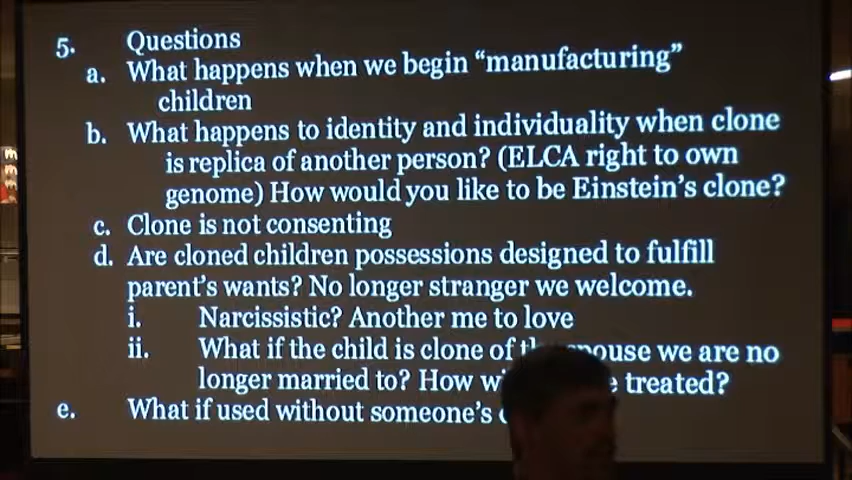 5. Questions
a. What happens when we begin “manufacturing”
children
b. What happens to identity and individuality when clone
is replica of another person? (ELCA right to own
genome) How would you like to be Einstein’s clone?
c. Clone is not consenting
d. Are cloned children possessions designed to fulfill
parent’s wants? No longer stranger we welcome.
i. Narcissistic? Another me to love
ii. What if the child is clone of spouse we are no
longer married to? How treated?
e. What if used without someone’s